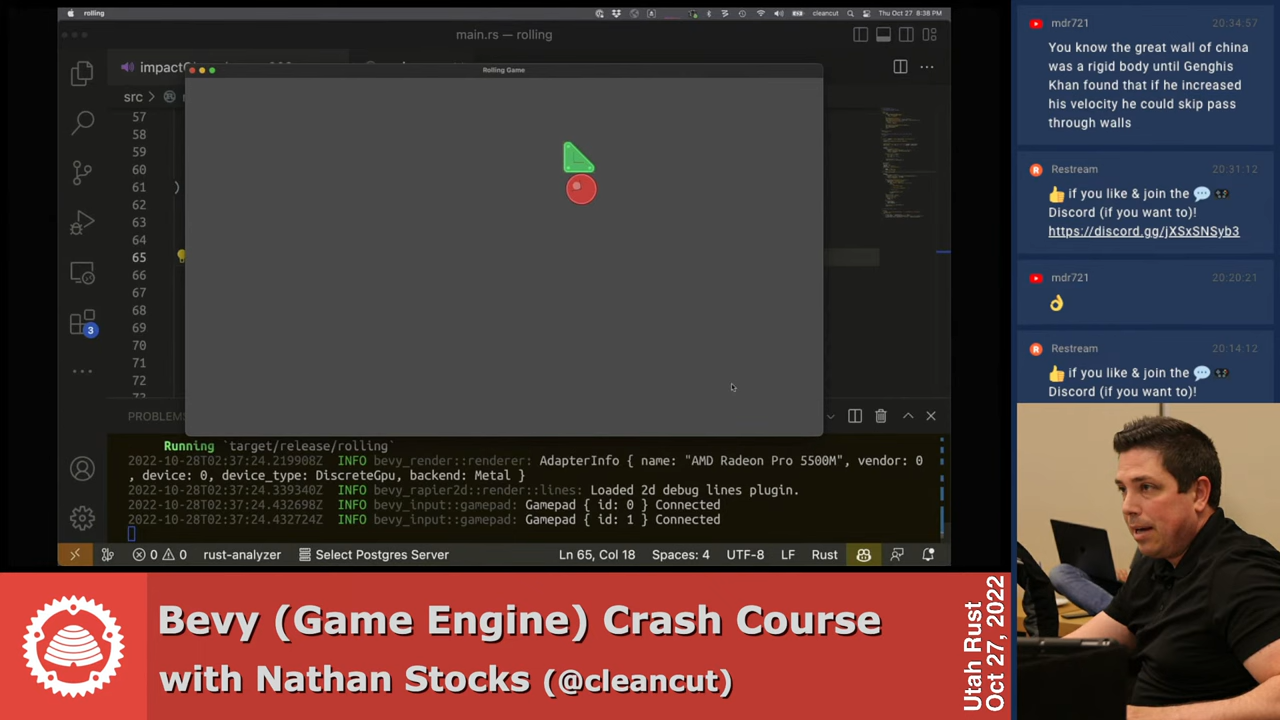 rolling
cleancut
Thu Oct 27 8:38 PM
main.rs — rolling
Rolling Game
src
57
58
59
60
61
62
63
64
65
66
67
68
69
70
71
72
)
3
Running `target/release/rolling`
2022-10-28T02:37:24.219908Z INFO bevy_render::renderer: AdapterInfo { name: "AMD Radeon Pro 5500M", vendor: 0
, device: 0, device_type: DiscreteGpu, backend: Metal }
2022-10-28T02:37:24.339340Z INFO bevy_rapier2d::render::lines: Loaded 2d debug lines plugin.
2022-10-28T02:37:24.432698Z INFO bevy_input::gamepad: Gamepad { id: 0 } Connected
2022-10-28T02:37:24.432724Z INFO bevy_input::gamepad: Gamepad { id: 1 } Connected
0 0 rust-analyzer Select Postgres Server Ln 65, Col 18 Spaces: 4 UTF-8 LF Rust
mdr721 20:34:57
You know the great wall of china
was a rigid body until Genghis
Khan found that if he increased
his velocity he could skip pass
through walls
Restream 20:31:12
👍 if you like & join the 💬
Discord (if you want to)!
https://discord.gg/jXSxSNSyb3
mdr721 20:20:21
👌
Restream 20:14:12
👍 if you like & join the 💬
Discord (if you want to)!
Bevy (Game Engine) Crash Course
with Nathan Stocks (@cleancut)
Utah Rust
Oct 27, 2022